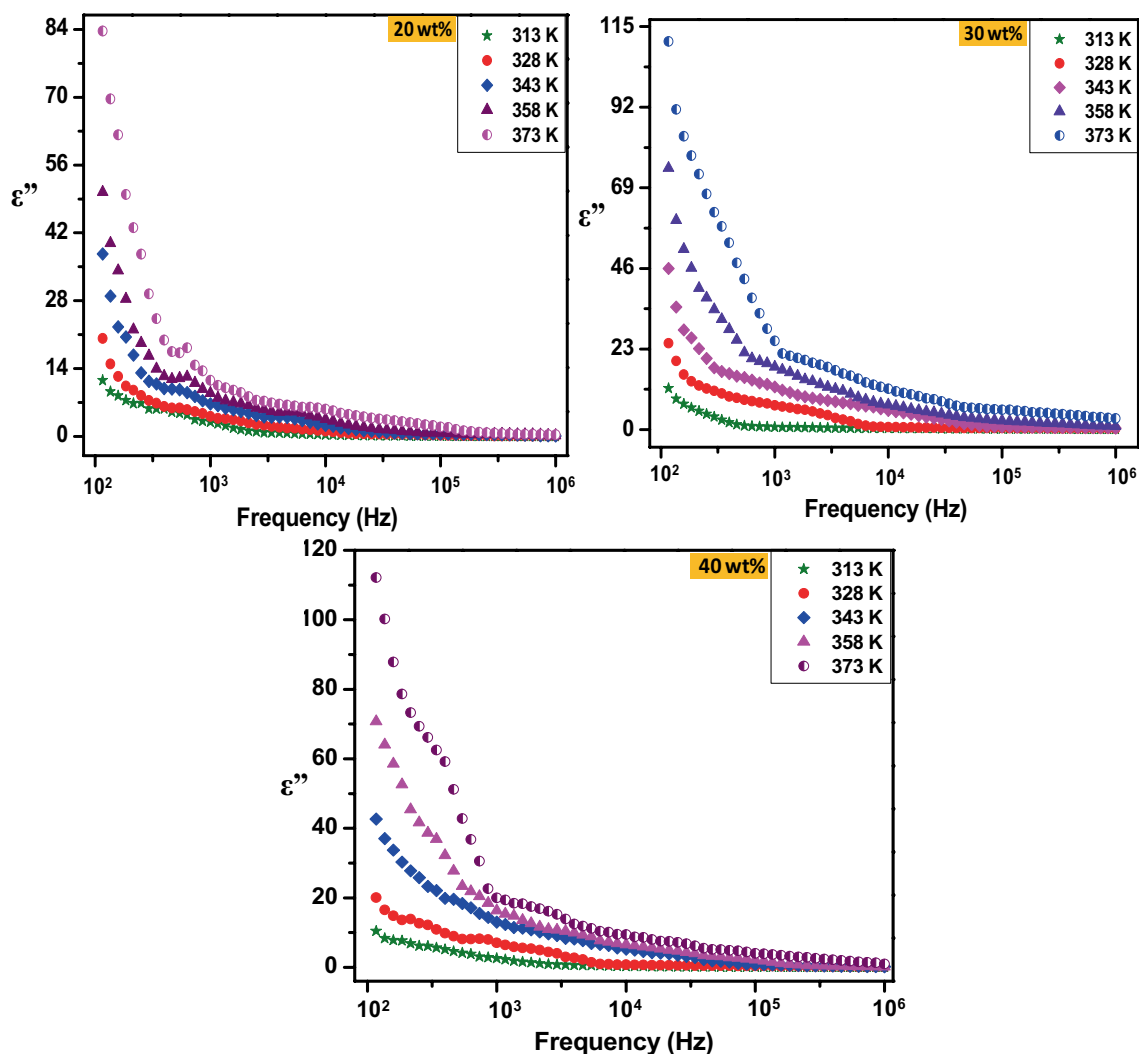 20 wt%
313 K
328 K
343 K
358 K
373 K
84
70
56
42
28
14
0
ε”
10² 10³ 10⁴ 10⁵ 10⁶
Frequency (Hz)
30 wt%
313 K
328 K
343 K
358 K
373 K
115
92
69
46
23
0
ε”
10² 10³ 10⁴ 10⁵ 10⁶
Frequency (Hz)
40 wt%
313 K
328 K
343 K
358 K
373 K
120
100
80
60
40
20
0
ε”
10² 10³ 10⁴ 10⁵ 10⁶
Frequency (Hz)